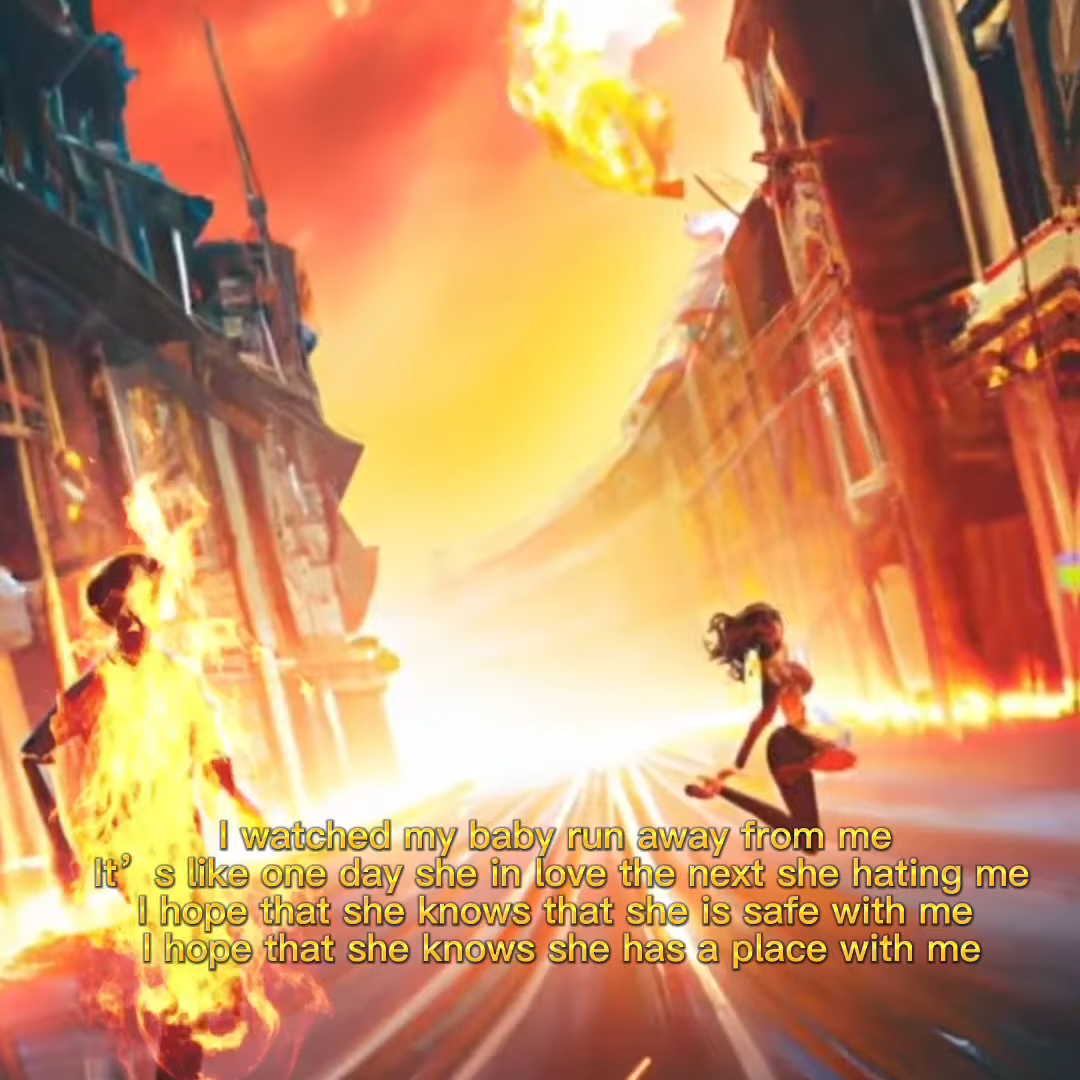 I watched my baby run away from me
It’s like one day she in love the next she hating me
I hope that she knows that she is safe with me
I hope that she knows she has a place with me